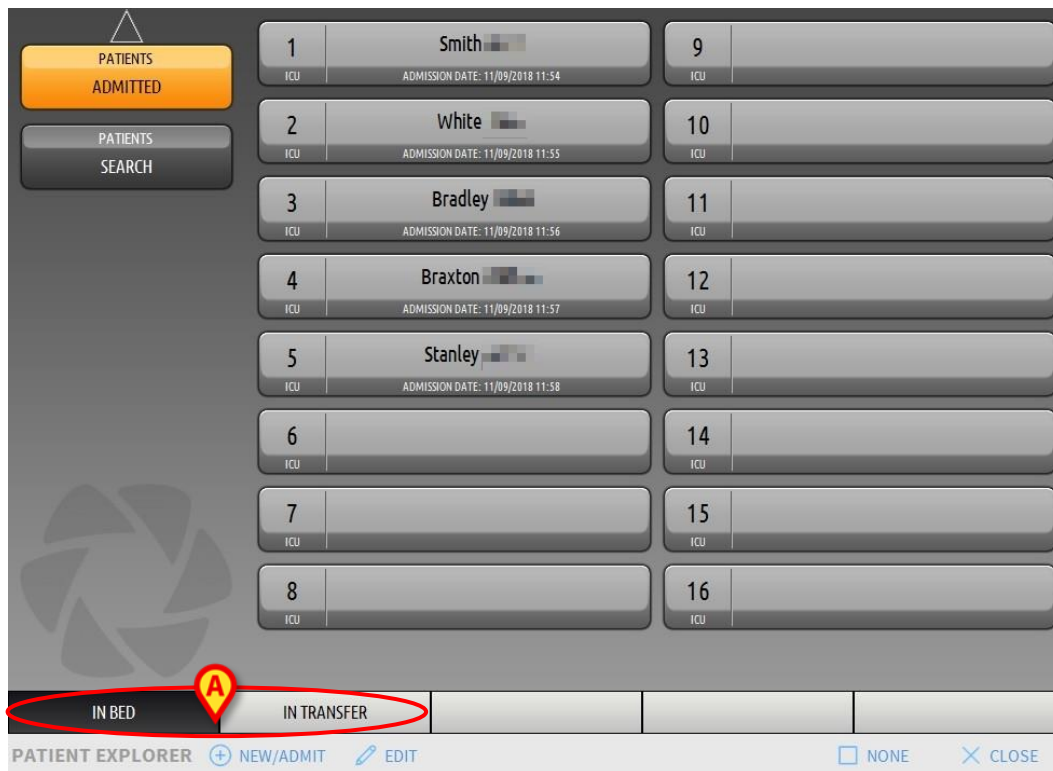 PATIENTS
ADMITTED
PATIENTS
SEARCH
1
ICU
Smith
ADMISSION DATE: 11/09/2018 11:54
2
ICU
White
ADMISSION DATE: 11/09/2018 11:55
3
ICU
Bradley
ADMISSION DATE: 11/09/2018 11:56
4
ICU
Braxton
ADMISSION DATE: 11/09/2018 11:57
5
ICU
Stanley
ADMISSION DATE: 11/09/2018 11:58
6
ICU
7
ICU
8
ICU
9
ICU
10
ICU
11
ICU
12
ICU
13
ICU
14
ICU
15
ICU
16
ICU
A
IN BED
IN TRANSFER
PATIENT EXPLORER NEW/ADMIT EDIT NONE CLOSE